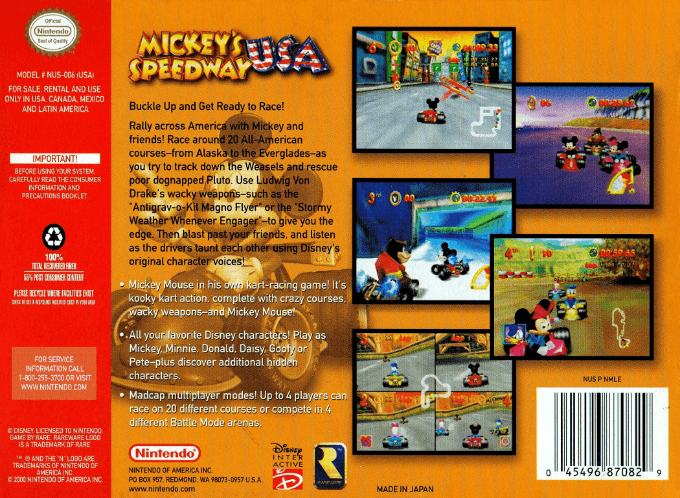 Official
Nintendo
Seal of Quality
MODEL # NUS-006 (USA)
FOR SALE, RENTAL AND USE
ONLY IN USA, CANADA, MEXICO
AND LATIN AMERICA
IMPORTANT!
BEFORE USING YOUR SYSTEM,
CAREFULLY READ THE CONSUMER
INFORMATION AND
PRECAUTIONS BOOKLET.
100%
TOTAL RECOVERED FIBER
POST CONSUMER CONTENT
PLEASE RECYCLE WHERE FACILITIES EXIST
FOR SERVICE
INFORMATION CALL
1-800-255-3700 OR VISIT
WWW.NINTENDO.COM
© DISNEY. LICENSED TO NINTENDO.
GAME BY RARE. RAREWARE LOGO
IS A TRADEMARK OF RARE.
™ ® AND THE "N" LOGO ARE
TRADEMARKS OF NINTENDO OF
AMERICA INC.
© 2000 NINTENDO OF AMERICA INC.
MICKEY'S
SPEEDWAY USA
Buckle Up and Get Ready to Race!
Rally across America with Mickey and
friends! Race around 20 All-American
courses–from Alaska to the Everglades–as
you try to track down the Weasels and rescue
poor dognapped Pluto. Use Ludwig Von
Drake's wacky weapons–such as the
"Antigrav-o-Kit Magno Flyer" or the "Stormy
Weather Whenever Engager"–to give you the
edge. Then blast past your friends, and listen
as the drivers taunt each other using Disney's
original character voices!
• Mickey Mouse in his own kart-racing game! It's
kooky kart action, complete with crazy courses,
wacky weapons–and Mickey Mouse!
• All your favorite Disney characters! Play as
Mickey, Minnie, Donald, Daisy, Goofy or
Pete–plus discover additional hidden
characters.
• Madcap multiplayer modes! Up to 4 players can
race on 20 different courses or compete in 4
different Battle Mode arenas.
Nintendo
NINTENDO OF AMERICA INC.
PO BOX 957, REDMOND, WA 98073-0957 U.S.A.
www.nintendo.com
Disney
INTER
ACTIVE
MADE IN JAPAN
NUS P NMLE
0 45496 87082 9